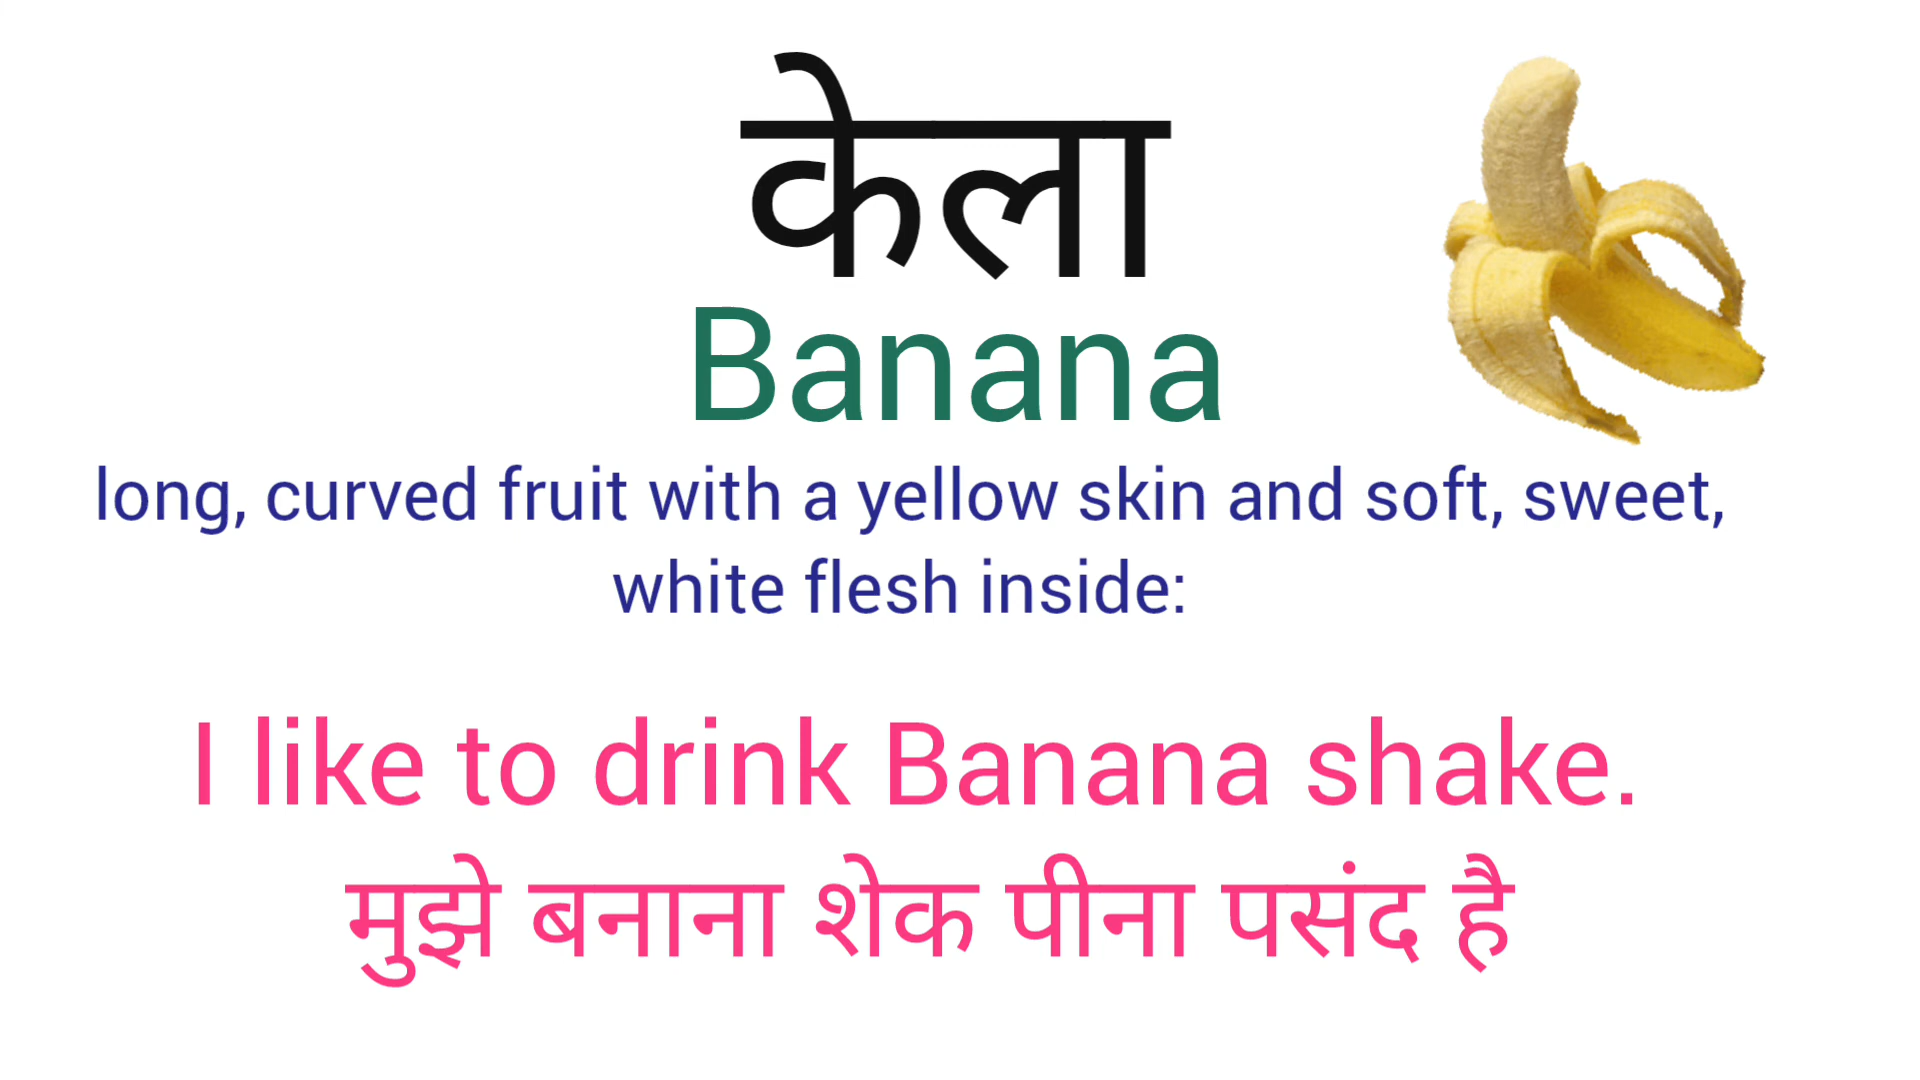 केला
Banana
long, curved fruit with a yellow skin and soft, sweet,
white flesh inside:
I like to drink Banana shake.
मुझे बनाना शेक पीना पसंद है